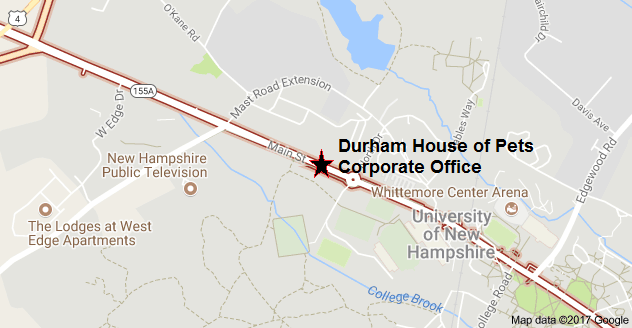 4
O'Kane Rd
Fairchild Dr
155A
Mast Road Extension
W Edge Dr
Davis Ave
Main St
Durham House of Pets
Corporate Office
Edgewood Rd
New Hampshire
Public Television
Whittemore Center Arena
The Lodges at West
Edge Apartments
University
of New
Hampshire
College Brook
College Road
Map data ©2017 Google